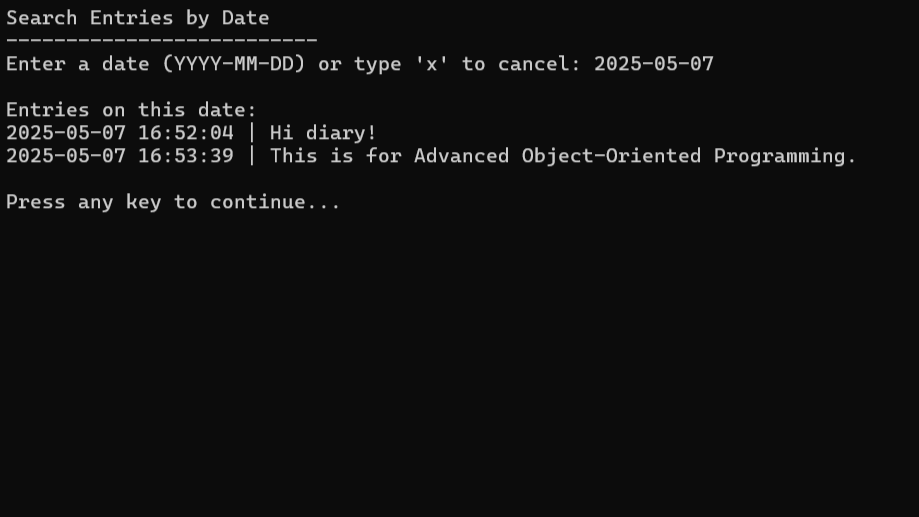 Search Entries by Date
--------------------------
Enter a date (YYYY-MM-DD) or type 'x' to cancel: 2025-05-07
Entries on this date:
2025-05-07 16:52:04 | Hi diary!
2025-05-07 16:53:39 | This is for Advanced Object-Oriented Programming.
Press any key to continue...